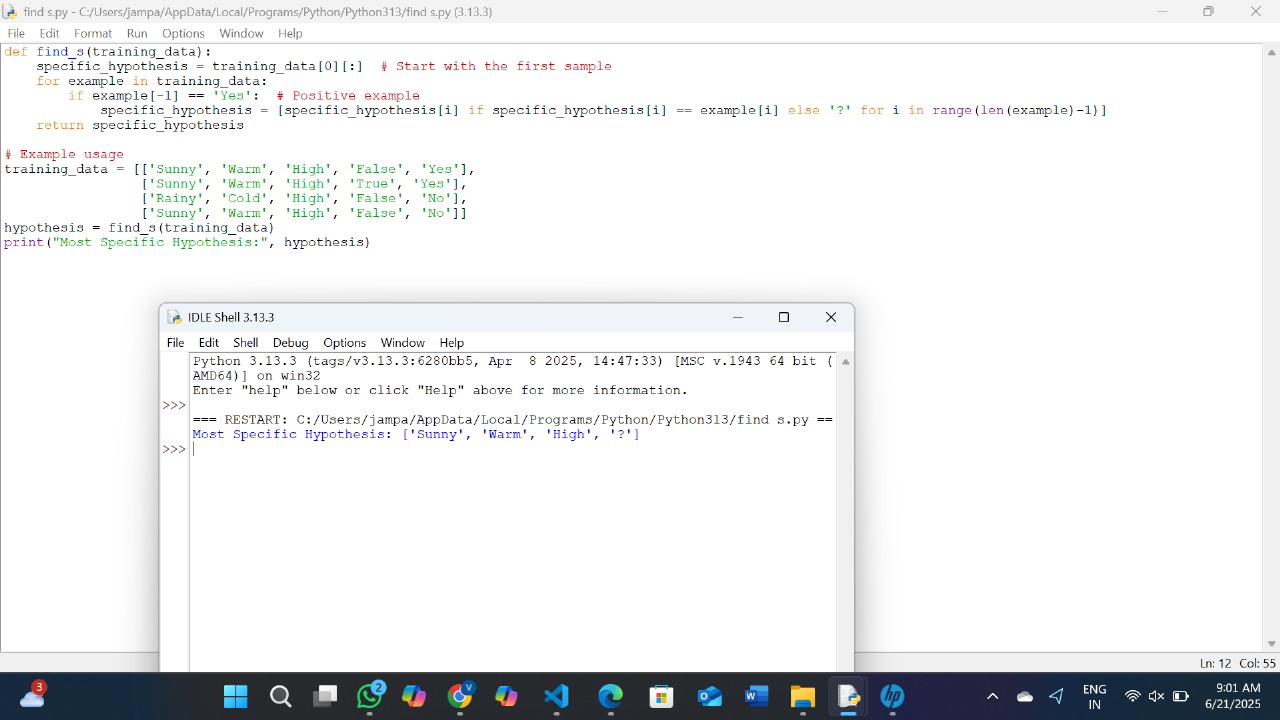 find s.py - C:/Users/jampa/AppData/Local/Programs/Python/Python313/find s.py (3.13.3)
File Edit Format Run Options Window Help
def find_s(training_data):
    specific_hypothesis = training_data[0][:]  # Start with the first sample
    for example in training_data:
        if example[-1] == 'Yes':  # Positive example
            specific_hypothesis = [specific_hypothesis[i] if specific_hypothesis[i] == example[i] else '?' for i in range(len(example)-1)]
    return specific_hypothesis
# Example usage
training_data = [['Sunny', 'Warm', 'High', 'False', 'Yes'],
                 ['Sunny', 'Warm', 'High', 'True', 'Yes'],
                 ['Rainy', 'Cold', 'High', 'False', 'No'],
                 ['Sunny', 'Warm', 'High', 'False', 'No']]
hypothesis = find_s(training_data)
print("Most Specific Hypothesis:", hypothesis)
IDLE Shell 3.13.3
File Edit Shell Debug Options Window Help
Python 3.13.3 (tags/v3.13.3:6280bb5, Apr  8 2025, 14:47:33) [MSC v.1943 64 bit (
AMD64)] on win32
Enter "help" below or click "Help" above for more information.
>>>
=== RESTART: C:/Users/jampa/AppData/Local/Programs/Python/Python313/find s.py ==
Most Specific Hypothesis: ['Sunny', 'Warm', 'High', '?']
>>>
Ln: 12 Col: 55
3
2
V
W
hp
ENG
IN
9:01 AM
6/21/2025